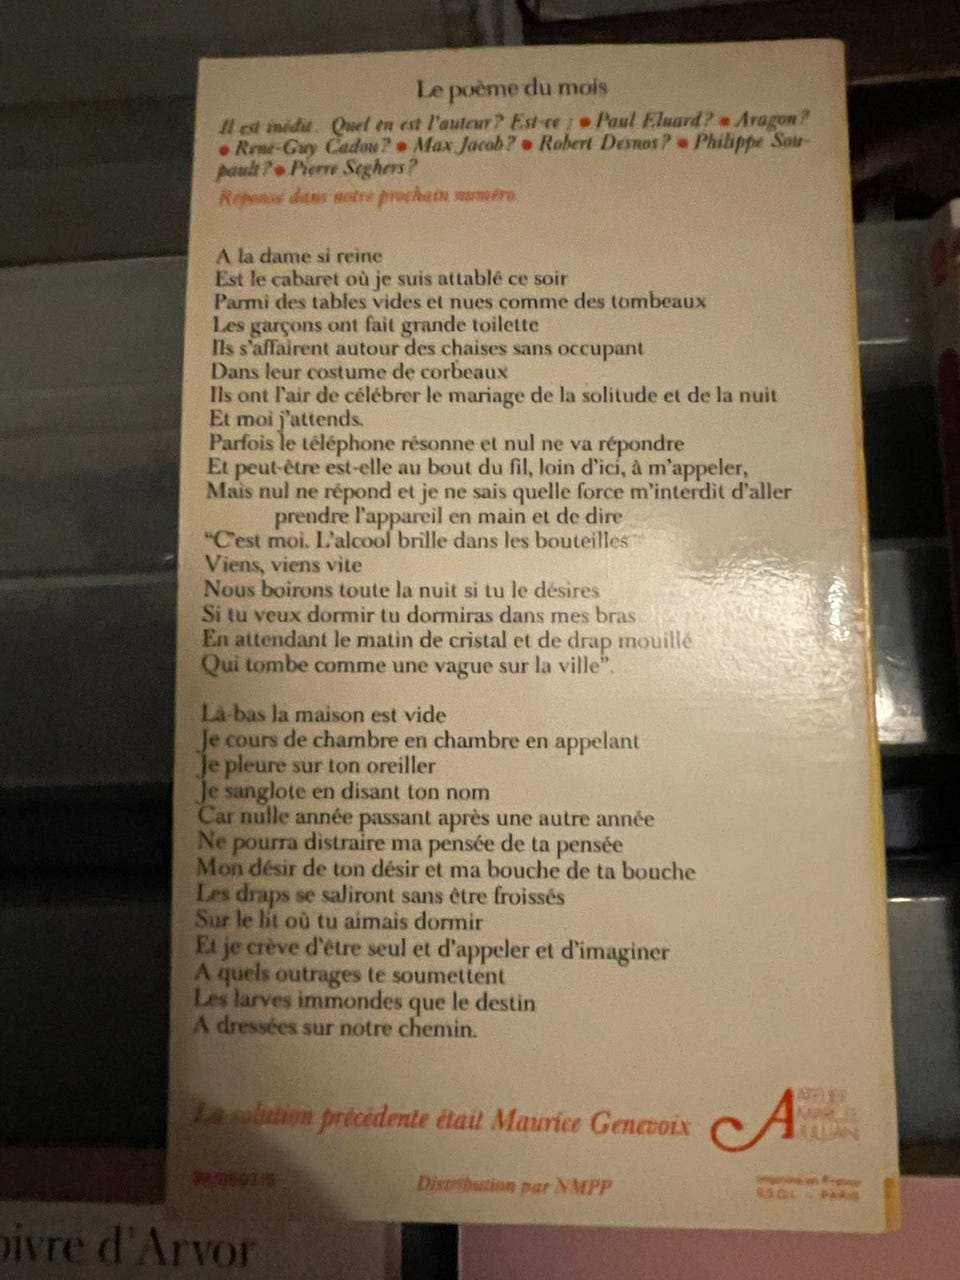 Le poème du mois
Il est inédit. Quel en est l'auteur? Est-ce : • Paul Eluard? • Aragon?
• René-Guy Cadou? • Max Jacob? • Robert Desnos? • Philippe Sou-
pault? • Pierre Seghers?
Réponse dans notre prochain numéro.
A la dame si reine
Est le cabaret où je suis attablé ce soir
Parmi des tables vides et nues comme des tombeaux
Les garçons ont fait grande toilette
Ils s'affairent autour des chaises sans occupant
Dans leur costume de corbeaux
Ils ont l'air de célébrer le mariage de la solitude et de la nuit
Et moi j'attends.
Parfois le téléphone résonne et nul ne va répondre
Et peut-être est-elle au bout du fil, loin d'ici, à m'appeler,
Mais nul ne répond et je ne sais quelle force m'interdit d'aller
prendre l'appareil en main et de dire
“C'est moi. L'alcool brille dans les bouteilles
Viens, viens vite
Nous boirons toute la nuit si tu le désires
Si tu veux dormir tu dormiras dans mes bras
En attendant le matin de cristal et de drap mouillé
Qui tombe comme une vague sur la ville”.
Là-bas la maison est vide
Je cours de chambre en chambre en appelant
Je pleure sur ton oreiller
Je sanglote en disant ton nom
Car nulle année passant après une autre année
Ne pourra distraire ma pensée de ta pensée
Mon désir de ton désir et ma bouche de ta bouche
Les draps se saliront sans être froissés
Sur le lit où tu aimais dormir
Et je crève d'être seul et d'appeler et d'imaginer
A quels outrages te soumettent
Les larves immondes que le destin
A dressées sur notre chemin.
La solution précédente était Maurice Genevoix
ATELIER
MARCEL
JULLIAN
Distribution par NMPP
Imprimé en France
S.S.G.I. - PARIS
oivre d'Arvor